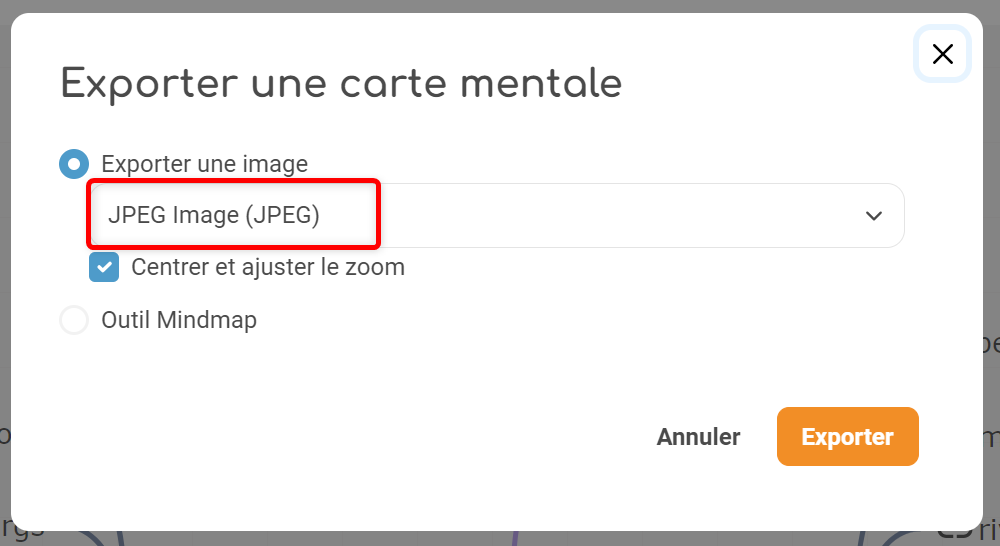 Exporter une carte mentale
Exporter une image
JPEG Image (JPEG)
Centrer et ajuster le zoom
Outil Mindmap
Annuler
Exporter